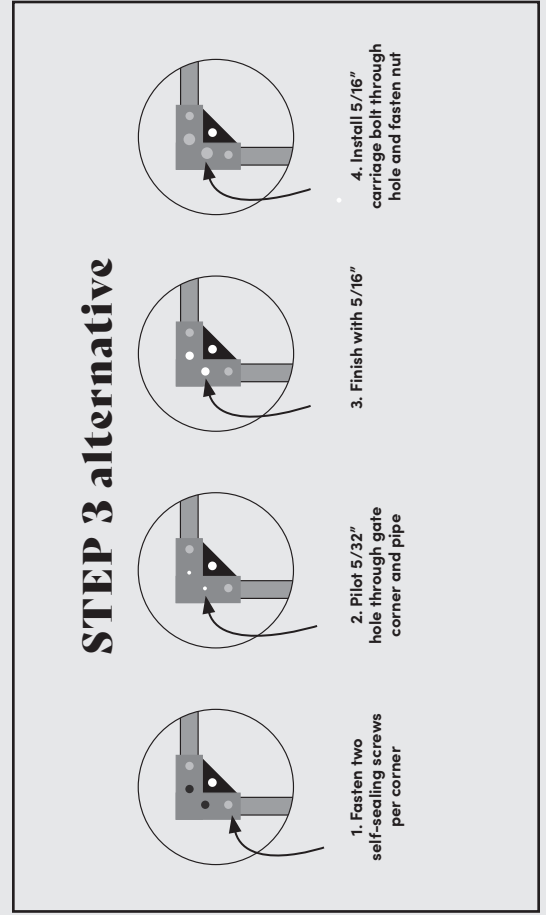 STEP 3 alternative
1. Fasten two
self-sealing screws
per corner
2. Pilot 5/32”
hole through gate
corner and pipe
3. Finish with 5/16”
4. Install 5/16”
carriage bolt through
hole and fasten nut